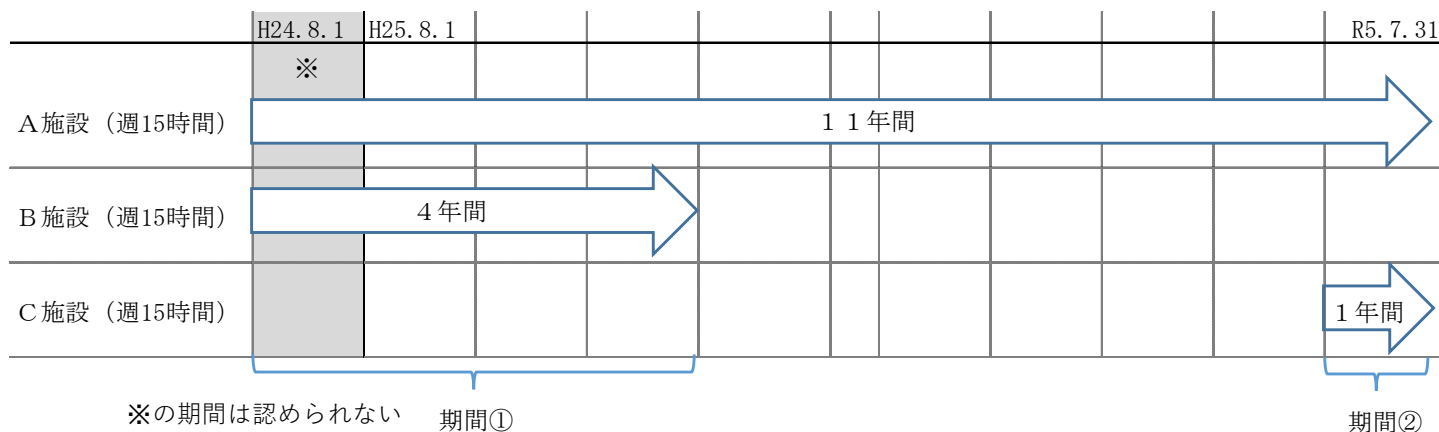 H24.8.1 H25.8.1 R5.7.31
※
A施設（週15時間） 11年間
B施設（週15時間） 4年間
C施設（週15時間） 1年間
※の期間は認められない 期間① 期間②